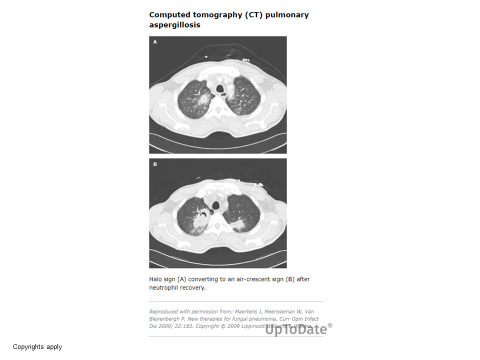 Computed tomography (CT) pulmonary
aspergillosis
A
B
Halo sign (A) converting to an air-crescent sign (B) after
neutrophil recovery.
Reproduced with permission from: Maertens J, Meersseman W, Van
Bleyenbergh P. New therapies for fungal pneumonia. Curr Opin Infect
Dis 2009; 22:183. Copyright © 2009 Lippincott
UpToDate®
Copyrights apply